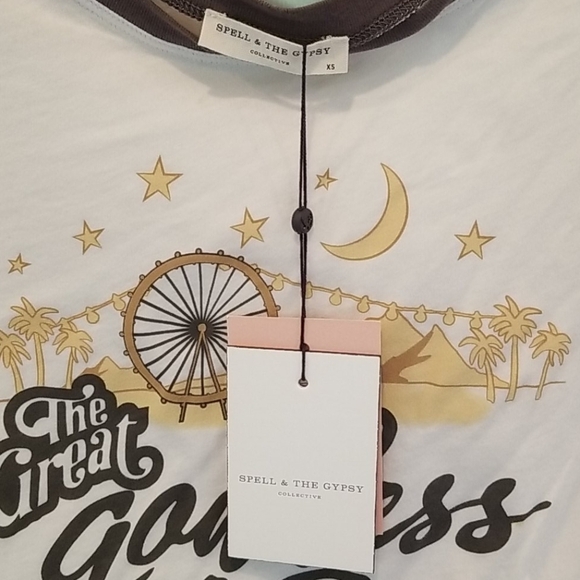 SPELL & THE GYPSY
COLLECTIVE
XS
SPELL & THE GYPSY
COLLECTIVE
The
Great